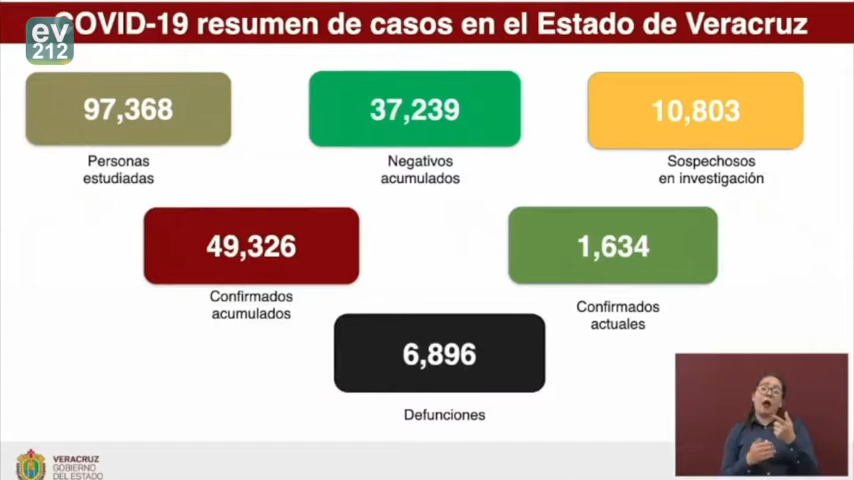 COVID-19 resumen de casos en el Estado de Veracruz
ev
212
97,368
37,239
10,803
Personas
estudiadas
Negativos
acumulados
Sospechosos
en investigación
49,326
1,634
Confirmados
acumulados
Confirmados
actuales
6,896
Defunciones
VERACRUZ
GOBIERNO
DEL ESTADO